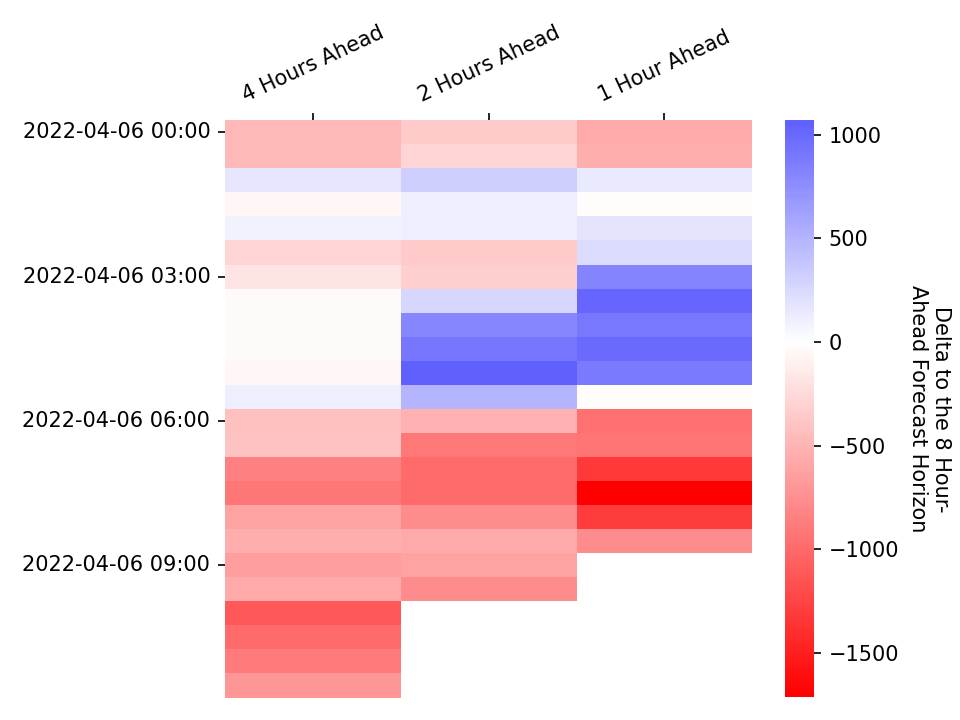 4 Hours Ahead
2 Hours Ahead
1 Hour Ahead
2022-04-06 00:00
2022-04-06 03:00
2022-04-06 06:00
2022-04-06 09:00
1000
500
0
−500
−1000
−1500
Delta to the 8 Hour-
Ahead Forecast Horizon